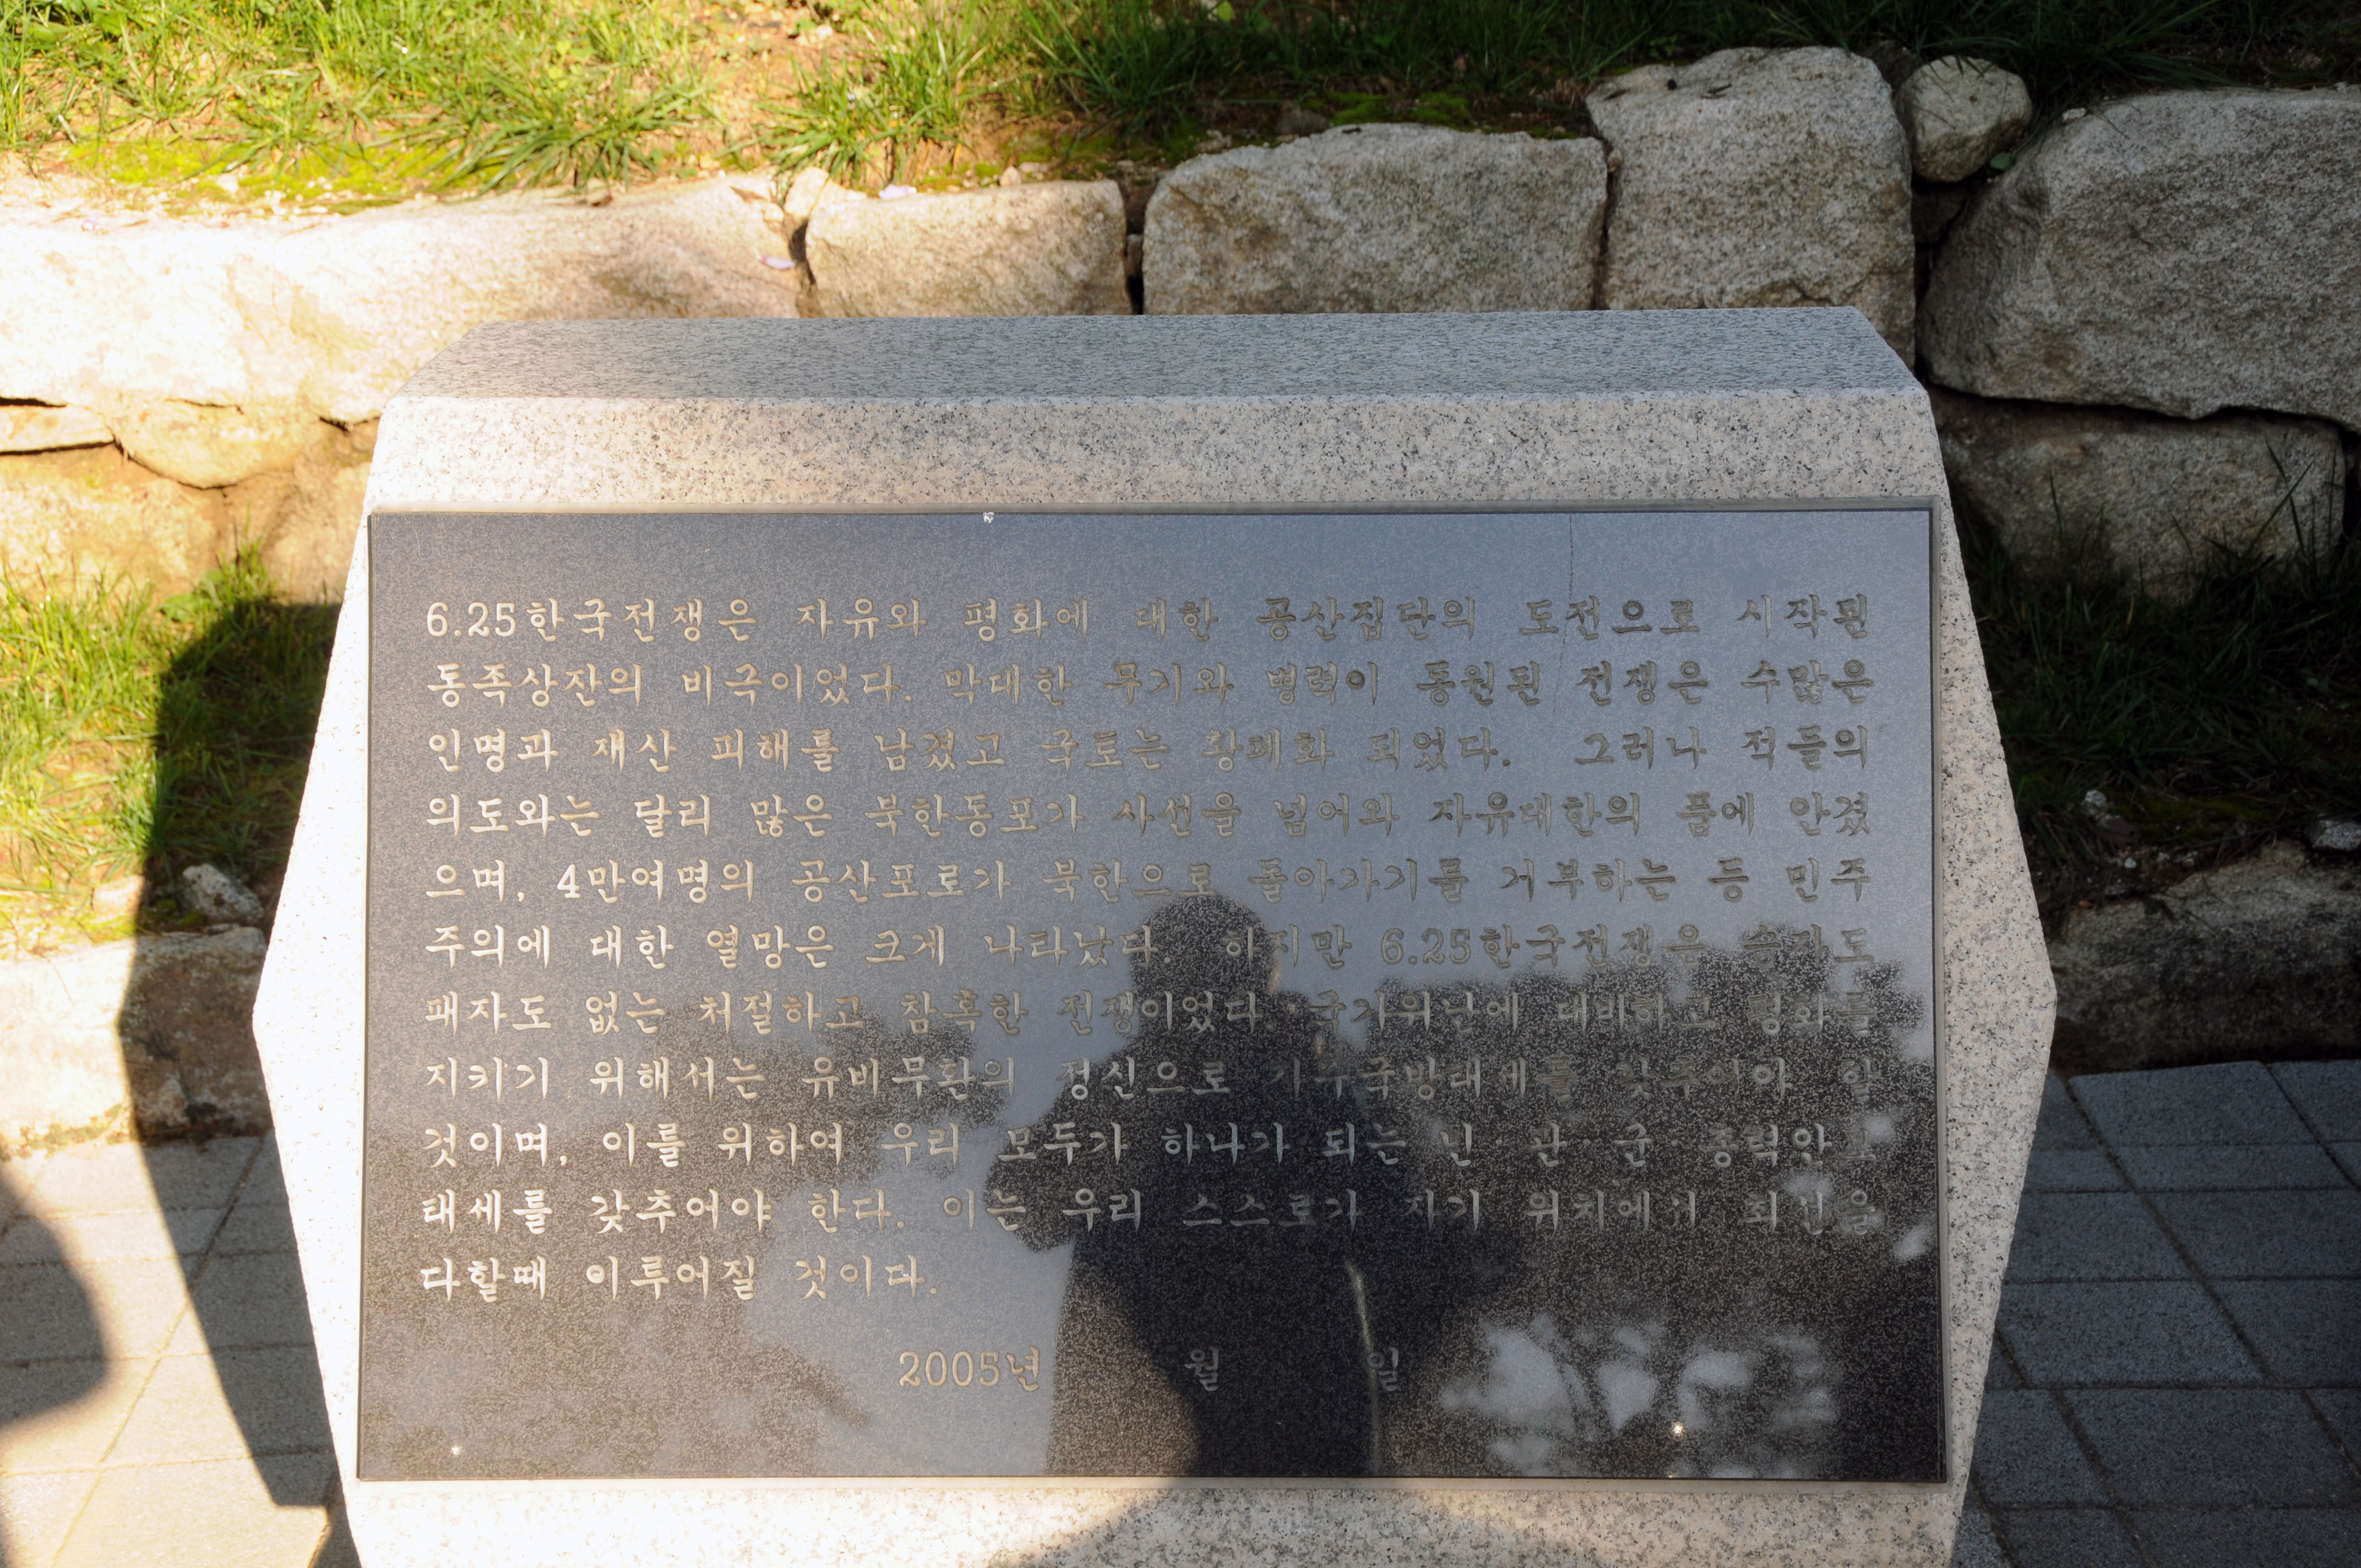 6.25한국전쟁은 자유와 평화에 대한 공산집단의 도전으로 시작된
동족상잔의 비극이었다. 막대한 무기와 병력이 동원된 전쟁은 수많은
인명과 재산 피해를 남겼고 국토는 황폐화 되었다. 그러나 적들의
의도와는 달리 많은 북한동포가 사선을 넘어와 자유대한의 품에 안겼
으며, 4만여명의 공산포로가 북한으로 돌아가기를 거부하는 등 민주
주의에 대한 열망은 크게 나타났다. 하지만 6.25한국전쟁은 승자도
패자도 없는 처절하고 참혹한 전쟁이었다. 국가위난에 대비하고 평화를
지키기 위해서는 유비무환의 정신으로 자주국방태세를 갖추어야 할
것이며, 이를 위하여 우리 모두가 하나가 되는 민·관·군 총력안보
태세를 갖추어야 한다. 이는 우리 스스로가 자기 위치에서 최선을
다할때 이루어질 것이다.
2005년 월 일